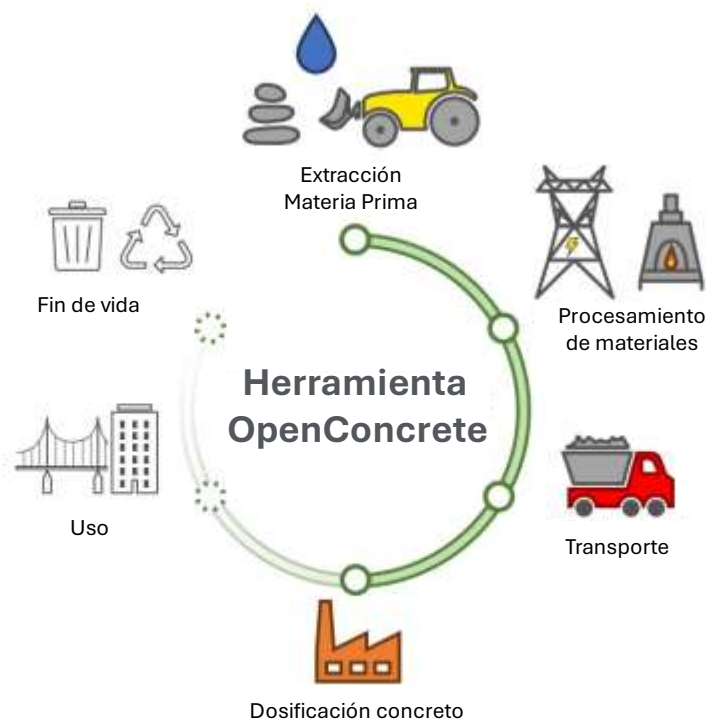 Extracción
Materia Prima
Procesamiento
de materiales
Fin de vida
Herramienta
OpenConcrete
Uso
Transporte
Dosificación concreto